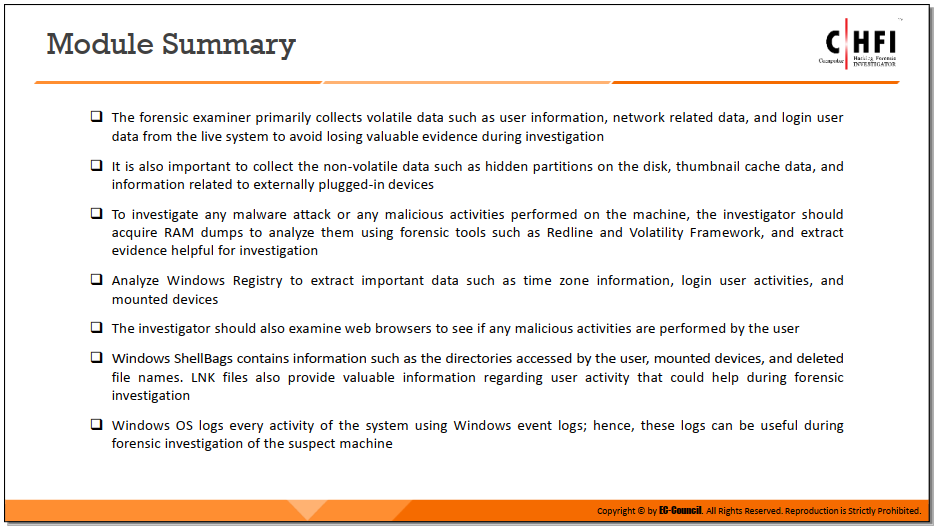 Module Summary
C HFI
Computer Hacking Forensic
INVESTIGATOR
❑ The forensic examiner primarily collects volatile data such as user information, network related data, and login user
data from the live system to avoid losing valuable evidence during investigation
❑ It is also important to collect the non-volatile data such as hidden partitions on the disk, thumbnail cache data, and
information related to externally plugged-in devices
❑ To investigate any malware attack or any malicious activities performed on the machine, the investigator should
acquire RAM dumps to analyze them using forensic tools such as Redline and Volatility Framework, and extract
evidence helpful for investigation
❑ Analyze Windows Registry to extract important data such as time zone information, login user activities, and
mounted devices
❑ The investigator should also examine web browsers to see if any malicious activities are performed by the user
❑ Windows ShellBags contains information such as the directories accessed by the user, mounted devices, and deleted
file names. LNK files also provide valuable information regarding user activity that could help during forensic
investigation
❑ Windows OS logs every activity of the system using Windows event logs; hence, these logs can be useful during
forensic investigation of the suspect machine
Copyright © by EC-Council. All Rights Reserved. Reproduction is Strictly Prohibited.